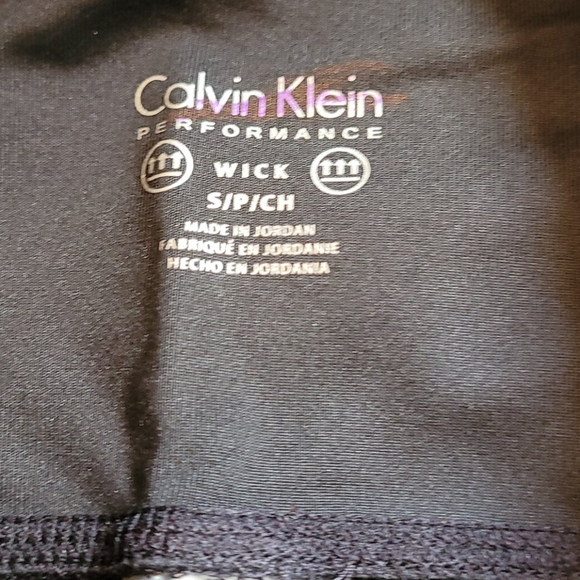 Calvin Klein
PERFORMANCE
WICK
S/P/CH
MADE IN JORDAN
FABRIQUÉ EN JORDANIE
HECHO EN JORDANIA